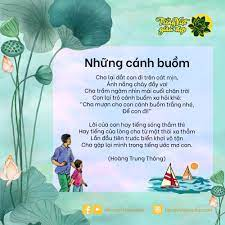 Những cánh buồm
Cha lại dắt con đi trên cát mịn,
Ánh nắng chảy đầy vai
Cha trầm ngâm nhìn mãi cuối chân trời
Con lại trỏ cánh buồm xa hỏi khẽ:
"Cha mượn cho con cánh buồm trắng nhé,
Để con đi!"
Lời của con hay tiếng sóng thầm thì
Hay tiếng của lòng cha từ một thời xa thẳm
Lần đầu tiên trước biển khơi vô tận
Cha gặp lại mình trong tiếng ước mơ con.
(Hoàng Trung Thông)